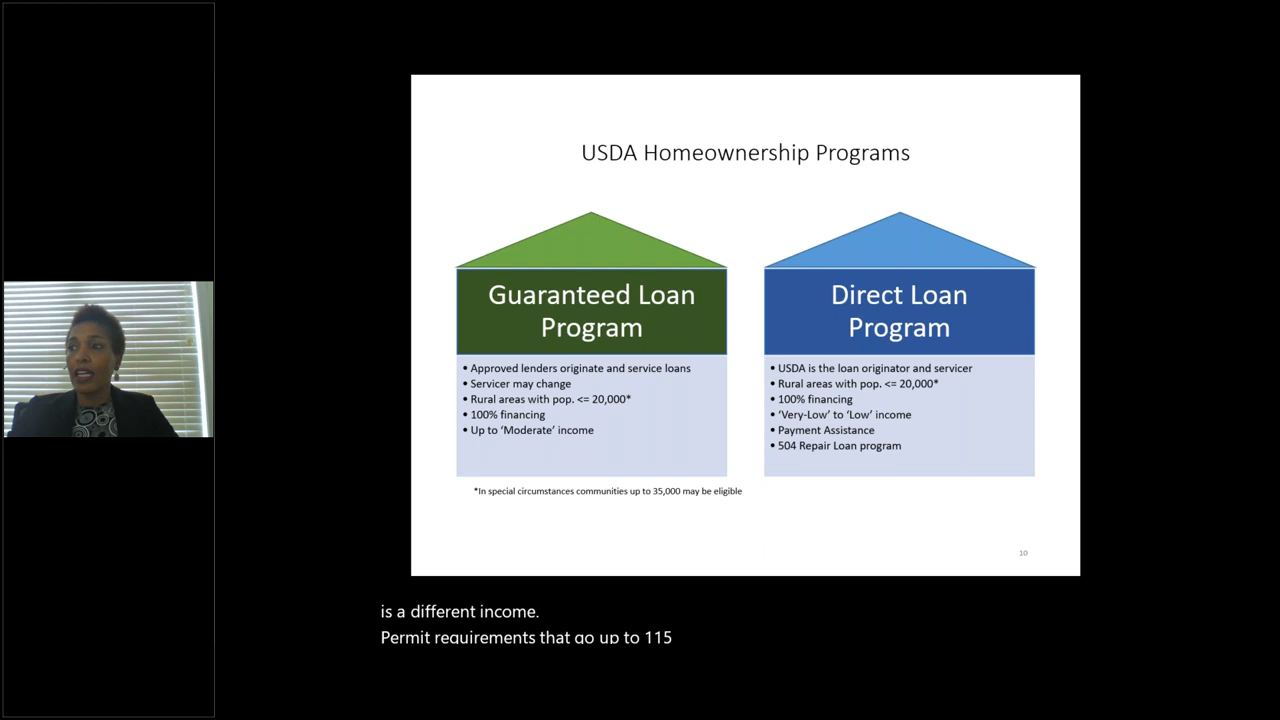 USDA Homeownership Programs
Guaranteed Loan
Program
• Approved lenders originate and service loans
• Servicer may change
• Rural areas with pop. <= 20,000*
• 100% financing
• Up to ‘Moderate’ income
Direct Loan
Program
• USDA is the loan originator and servicer
• Rural areas with pop. <= 20,000*
• 100% financing
• ‘Very-Low’ to ‘Low’ income
• Payment Assistance
• 504 Repair Loan program
*In special circumstances communities up to 35,000 may be eligible
10
is a different income.
Permit requirements that go up to 115